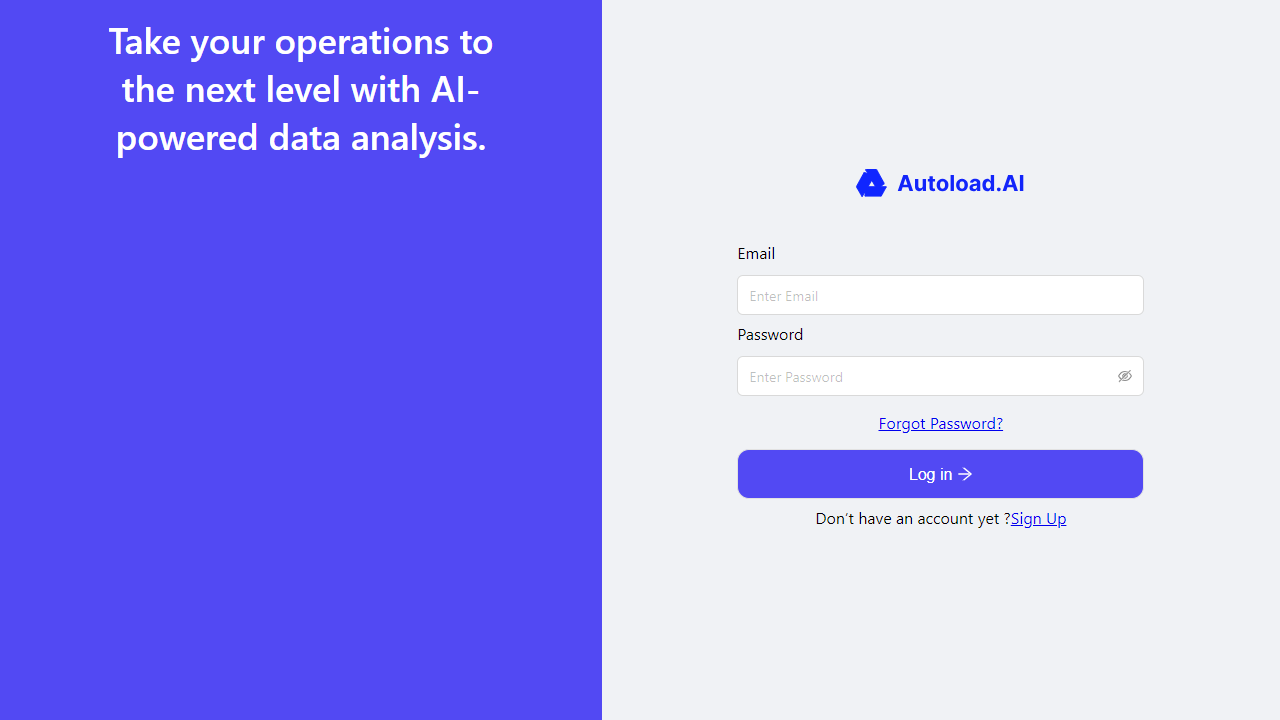 Take your operations to
the next level with AI-
powered data analysis.
Autoload.AI
Email
Enter Email
Password
Enter Password
Forgot Password?
Log in
Don't have an account yet ?Sign Up